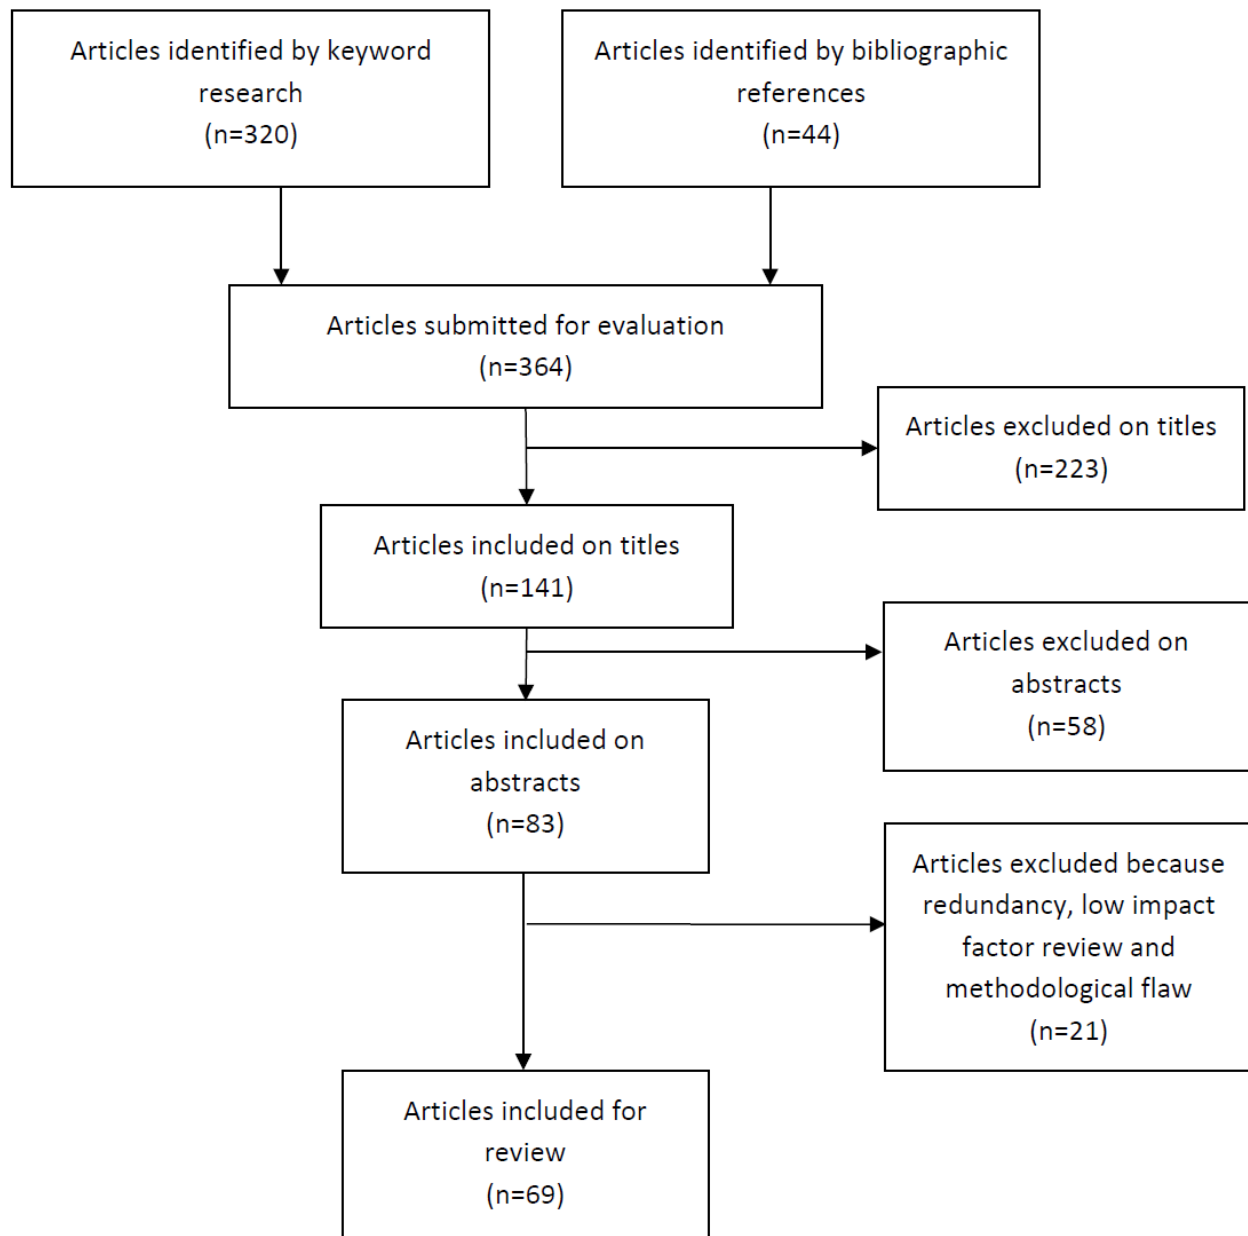 Articles identified by keyword
research
(n=320)
Articles identified by bibliographic
references
(n=44)
Articles submitted for evaluation
(n=364)
Articles excluded on titles
(n=223)
Articles included on titles
(n=141)
Articles excluded on
abstracts
(n=58)
Articles included on
abstracts
(n=83)
Articles excluded because
redundancy, low impact
factor review and
methodological flaw
(n=21)
Articles included for
review
(n=69)